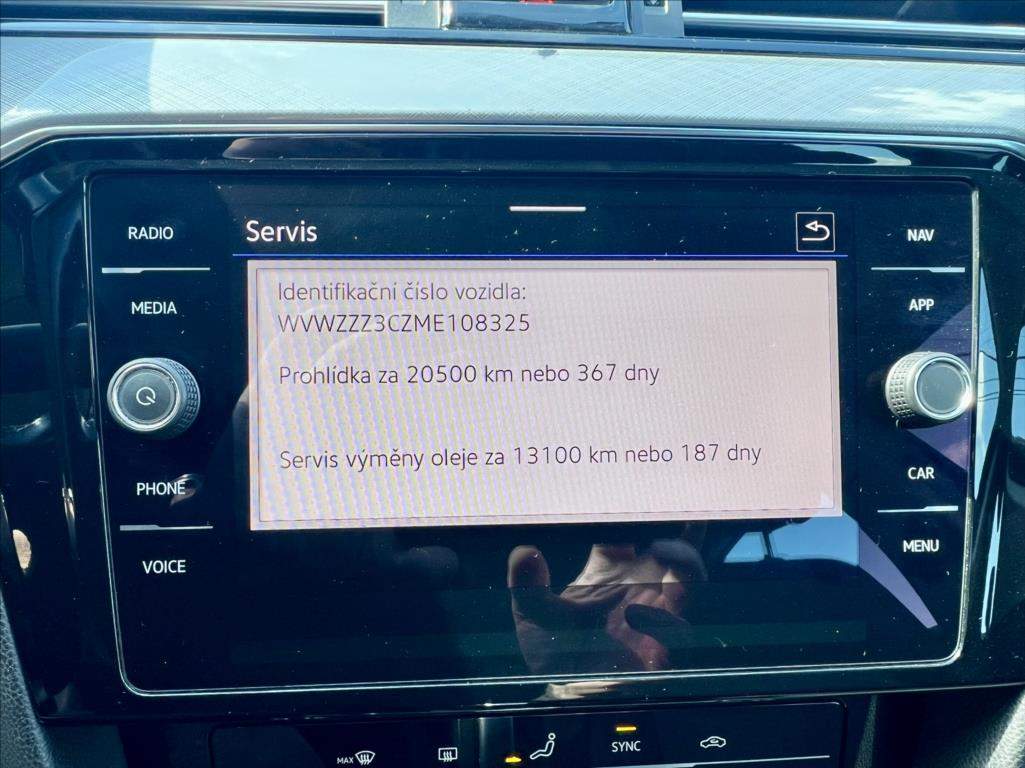 Servis
RADIO
MEDIA
PHONE
VOICE
Identifikační číslo vozidla:
WVWZZZ3CZME108325
Prohlídka za 20500 km nebo 367 dny
Servis výměny oleje za 13100 km nebo 187 dny
NAV
APP
CAR
MENU
MAX
SYNC